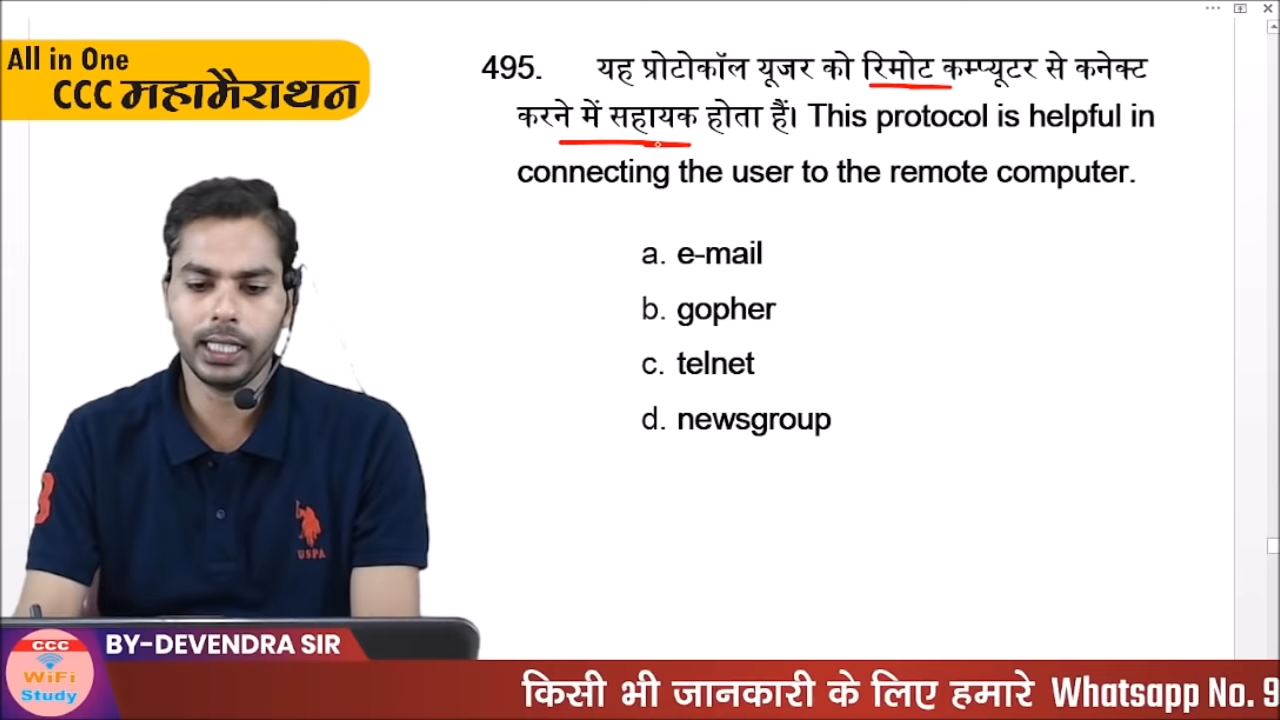 All in One
CCC महामैराथन
495. यह प्रोटोकॉल यूजर को रिमोट कम्प्यूटर से कनेक्ट
करने में सहायक होता हैं। This protocol is helpful in
connecting the user to the remote computer.
a. e-mail
b. gopher
c. telnet
d. newsgroup
3
USPA
CCC
WiFi
Study
BY-DEVENDRA SIR
किसी भी जानकारी के लिए हमारे Whatsapp No. 9